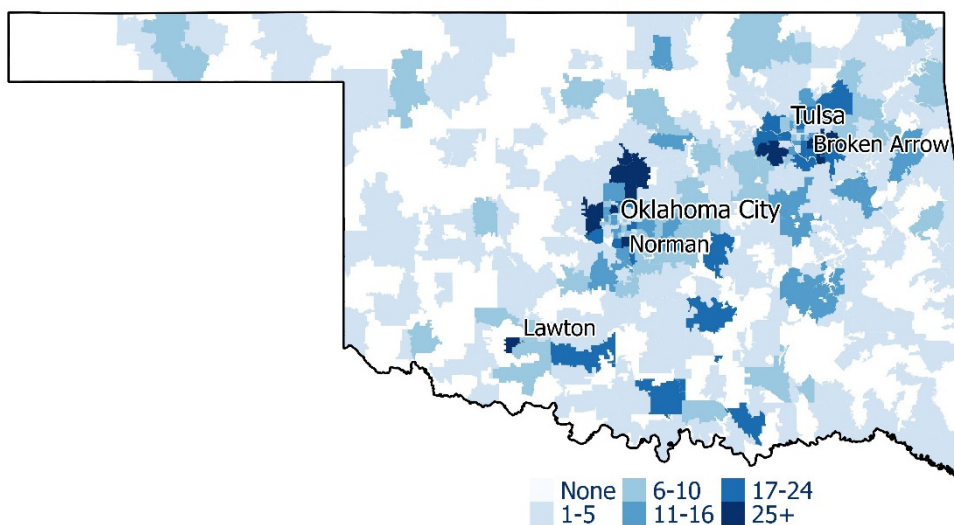 Tulsa
Broken Arrow
Oklahoma City
Norman
Lawton
None 6-10 17-24
1-5 11-16 25+